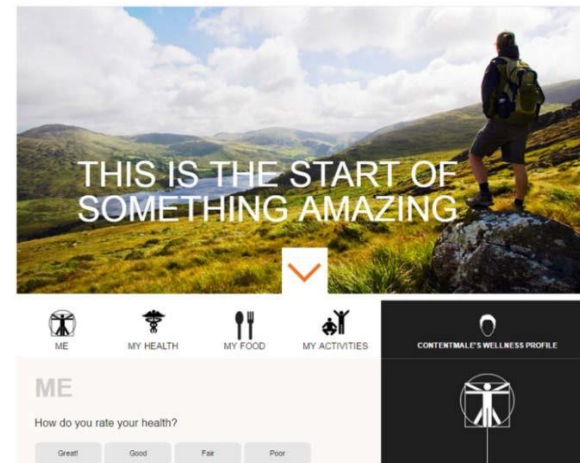 THIS IS THE START OF
SOMETHING AMAZING
ME
MY HEALTH
MY FOOD
MY ACTIVITIES
CONTENTMALE'S WELLNESS PROFILE
ME
How do you rate your health?
Great!
Good
Fair
Poor